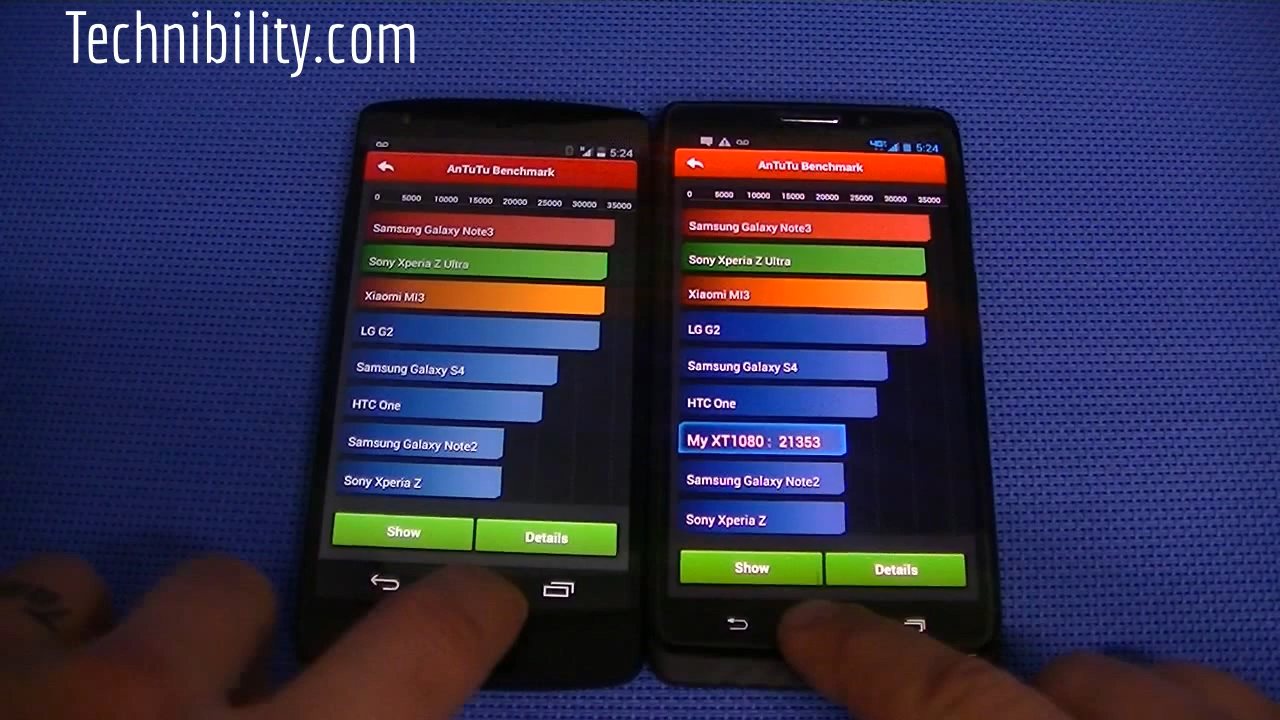 Technibility.com
5:24
AnTuTu Benchmark
0 5000 10000 15000 20000 25000 30000 35000
Samsung Galaxy Note3
Sony Xperia Z Ultra
Xiaomi MI3
LG G2
Samsung Galaxy S4
HTC One
Samsung Galaxy Note2
Sony Xperia Z
Show Details
5:24
AnTuTu Benchmark
0 5000 10000 15000 20000 25000 30000 35000
Samsung Galaxy Note3
Sony Xperia Z Ultra
Xiaomi MI3
LG G2
Samsung Galaxy S4
HTC One
My XT1080 : 21353
Samsung Galaxy Note2
Sony Xperia Z
Show Details